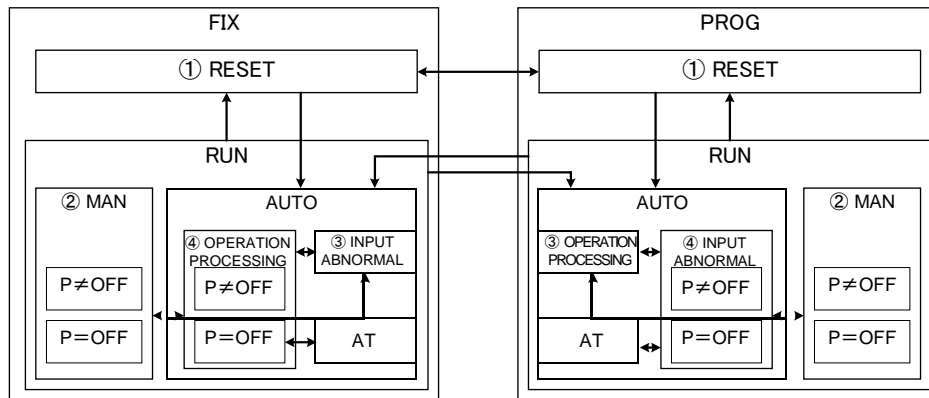 FIX
① RESET
RUN
② MAN
P≠OFF
P=OFF
AUTO
④ OPERATION
PROCESSING
P≠OFF
P=OFF
③ INPUT
ABNORMAL
AT
PROG
① RESET
RUN
AUTO
③ OPERATION
PROCESSING
AT
④ INPUT
ABNORMAL
P≠OFF
P=OFF
② MAN
P≠OFF
P=OFF